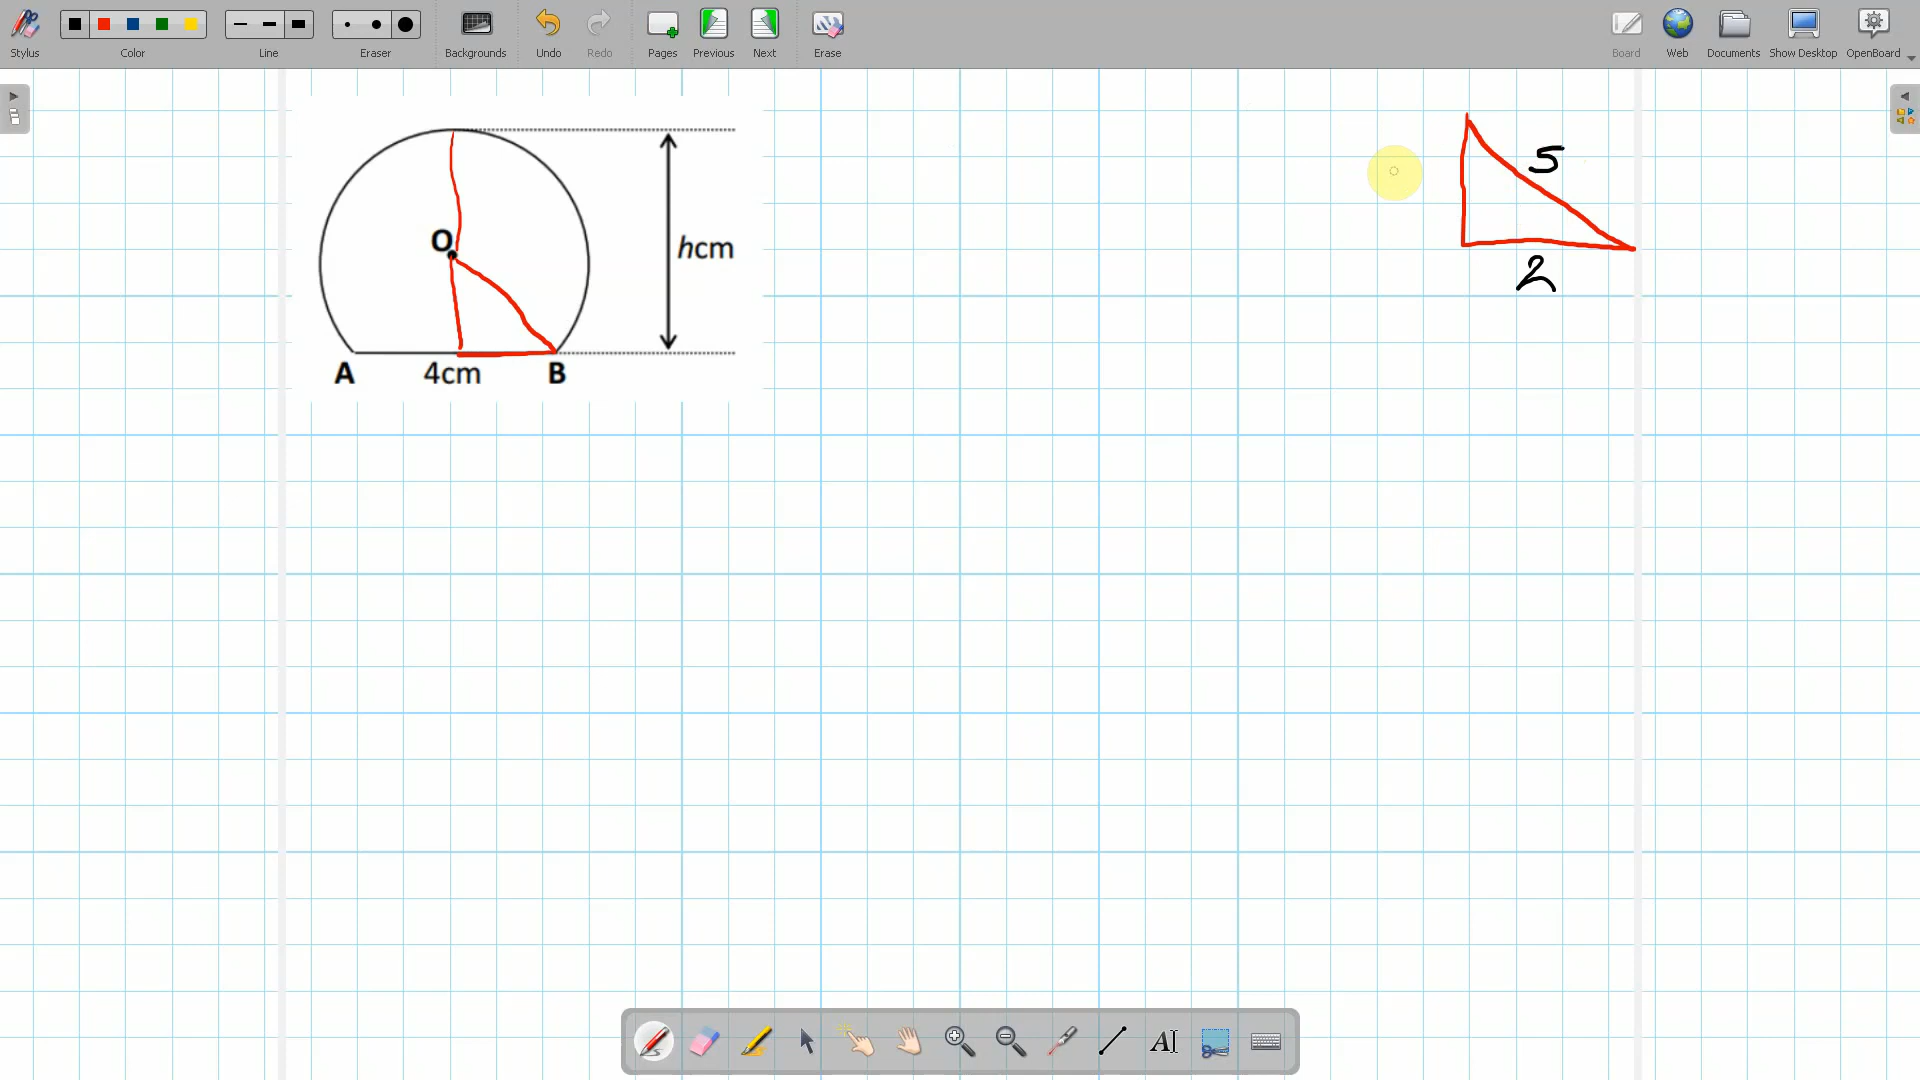 Stylus Color Line Eraser Backgrounds Undo Redo Pages Previous Next Erase Board Web Documents Show Desktop OpenBoard
5
O
hcm
2
A 4cm B
A